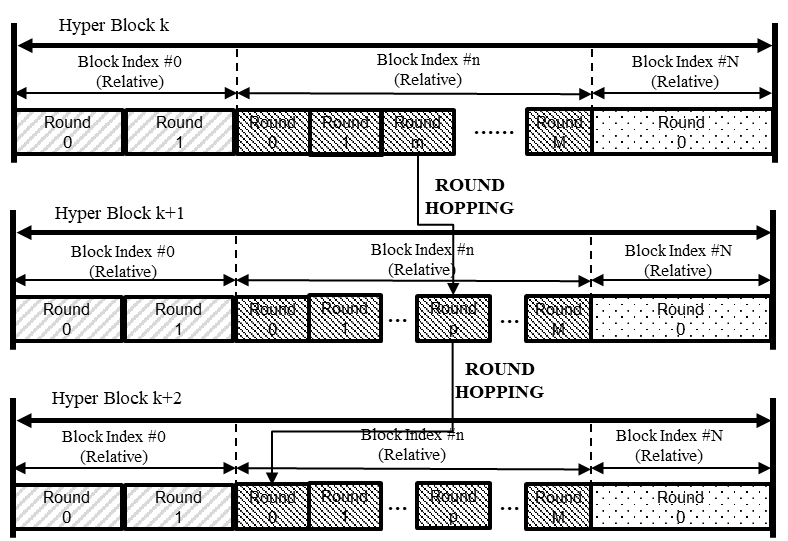 Hyper Block k
Block Index #0
(Relative)
Block Index #n
(Relative)
Block Index #N
(Relative)
Round
0
Round
1
Round
0
Round
1
Round
m
......
Round
M
Round
0
ROUND
HOPPING
Hyper Block k+1
Block Index #0
(Relative)
Block Index #n
(Relative)
Block Index #N
(Relative)
Round
0
Round
1
Round
0
Round
1
...
Round
p
...
Round
M
Round
0
ROUND
HOPPING
Hyper Block k+2
Block Index #0
(Relative)
Block Index #n
(Relative)
Block Index #N
(Relative)
Round
0
Round
1
Round
0
Round
1
...
Round
p
...
Round
M
Round
0